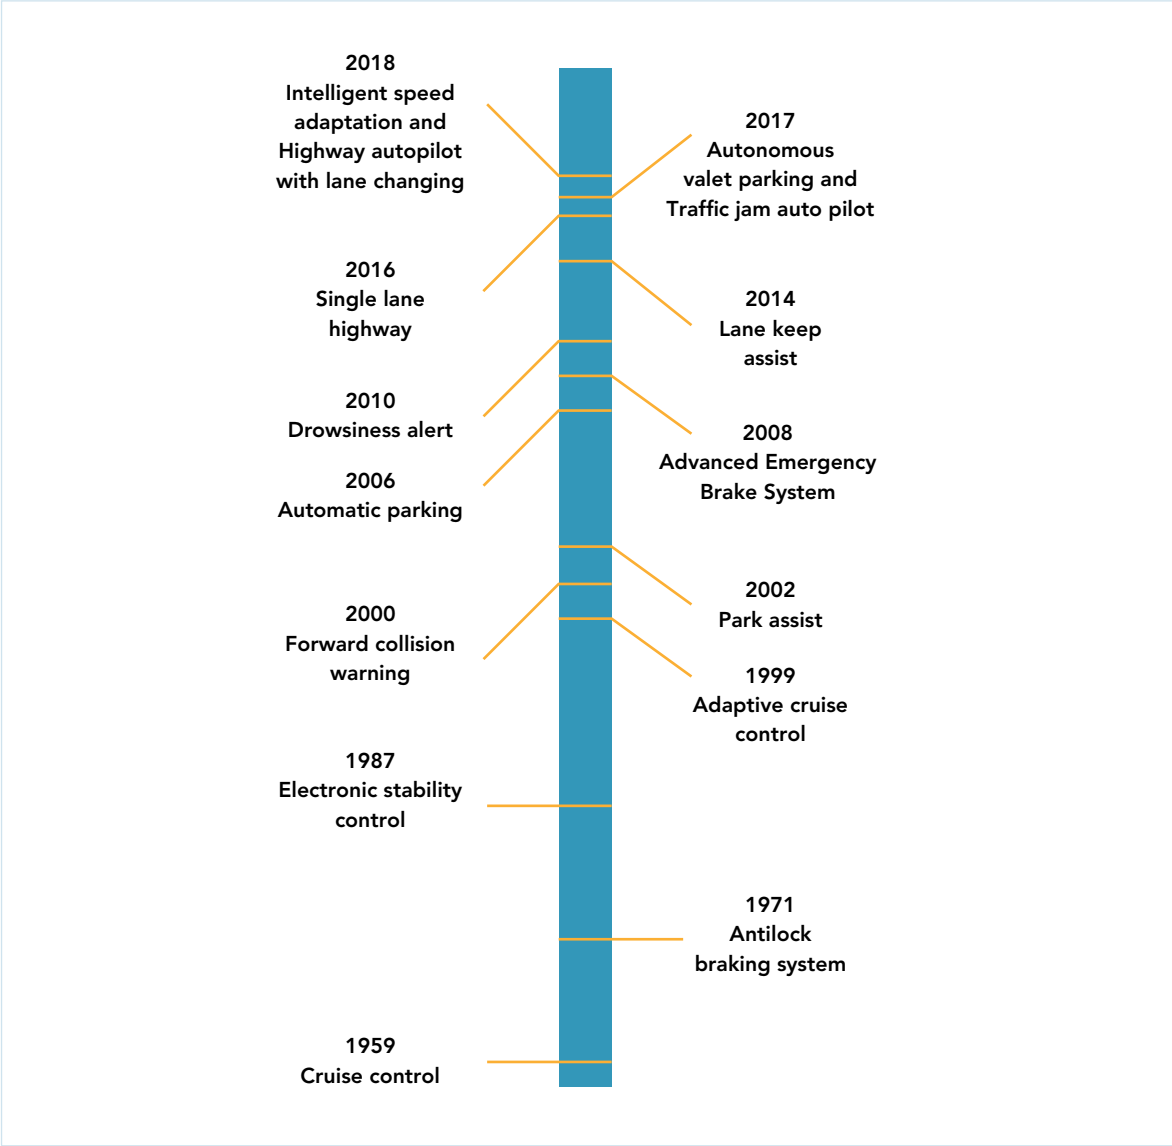 2018
Intelligent speed
adaptation and
Highway autopilot
with lane changing
2017
Autonomous
valet parking and
Traffic jam auto pilot
2016
Single lane
highway
2014
Lane keep
assist
2010
Drowsiness alert
2008
Advanced Emergency
Brake System
2006
Automatic parking
2002
Park assist
2000
Forward collision
warning
1999
Adaptive cruise
control
1987
Electronic stability
control
1971
Antilock
braking system
1959
Cruise control